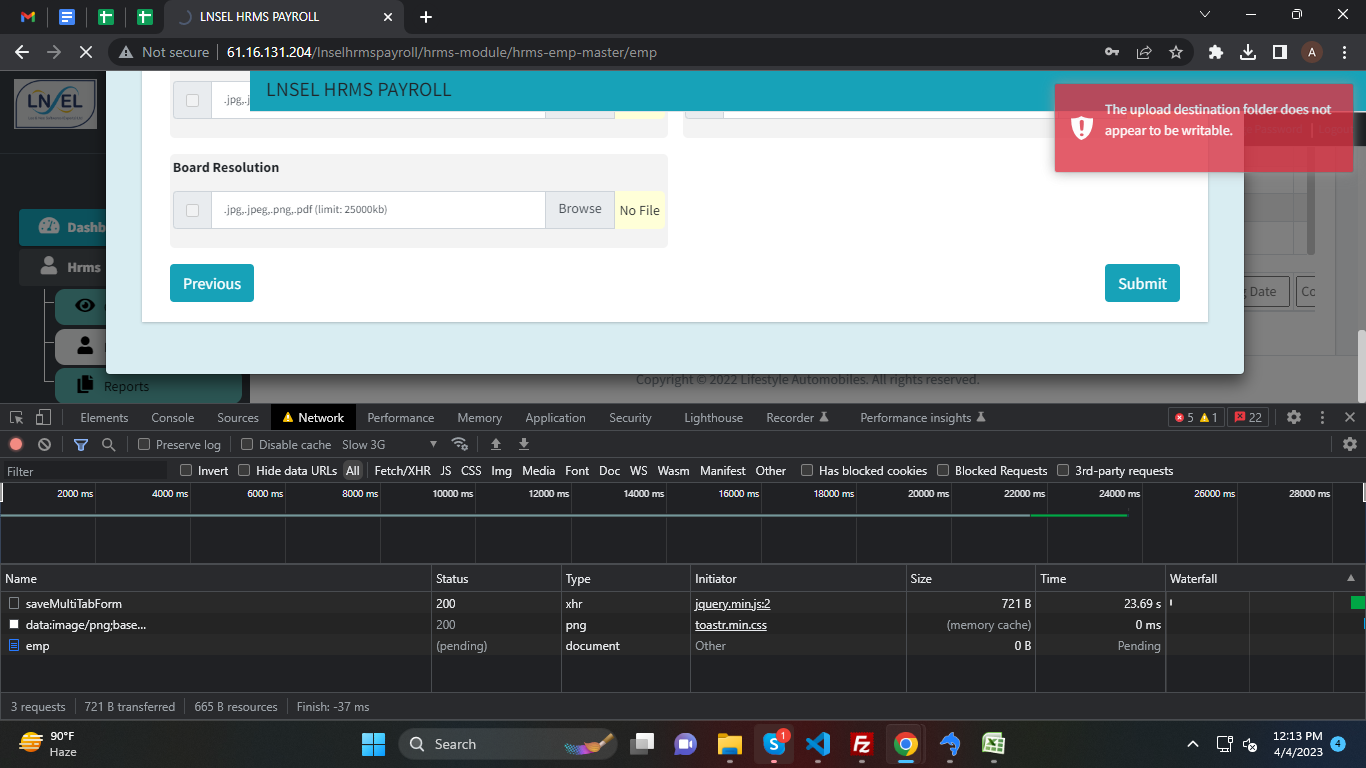 LNSEL HRMS PAYROLL
Not secure
61.16.131.204/lnselhrmspayroll/hrms-module/hrms-emp-master/emp
A
LNSEL
LNSEL HRMS PAYROLL
The upload destination folder does not
appear to be writable.
Board Resolution
.jpg,.jpeg,.png,.pdf (limit: 25000kb)
Browse
No File
Previous
Submit
Dashb
Hrms
Reports
g Date
Co
Copyright © 2022 Lifestyle Automobiles. All rights reserved.
Elements Console Sources Network Performance Memory Application Security Lighthouse Recorder Performance insights 5 1 22
Preserve log Disable cache Slow 3G
Filter Invert Hide data URLs All Fetch/XHR JS CSS Img Media Font Doc WS Wasm Manifest Other Has blocked cookies Blocked Requests 3rd-party requests
2000 ms 4000 ms 6000 ms 8000 ms 10000 ms 12000 ms 14000 ms 16000 ms 18000 ms 20000 ms 22000 ms 24000 ms 26000 ms 28000 ms
Name Status Type Initiator Size Time Waterfall
saveMultiTabForm 200 xhr jquery.min.js:2 721 B 23.69 s
data:image/png;base... 200 png toastr.min.css (memory cache) 0 ms
emp (pending) document Other 0 B Pending
3 requests 721 B transferred 665 B resources Finish: -37 ms
90°F
Haze
Search
1
12:13 PM
4/4/2023
4